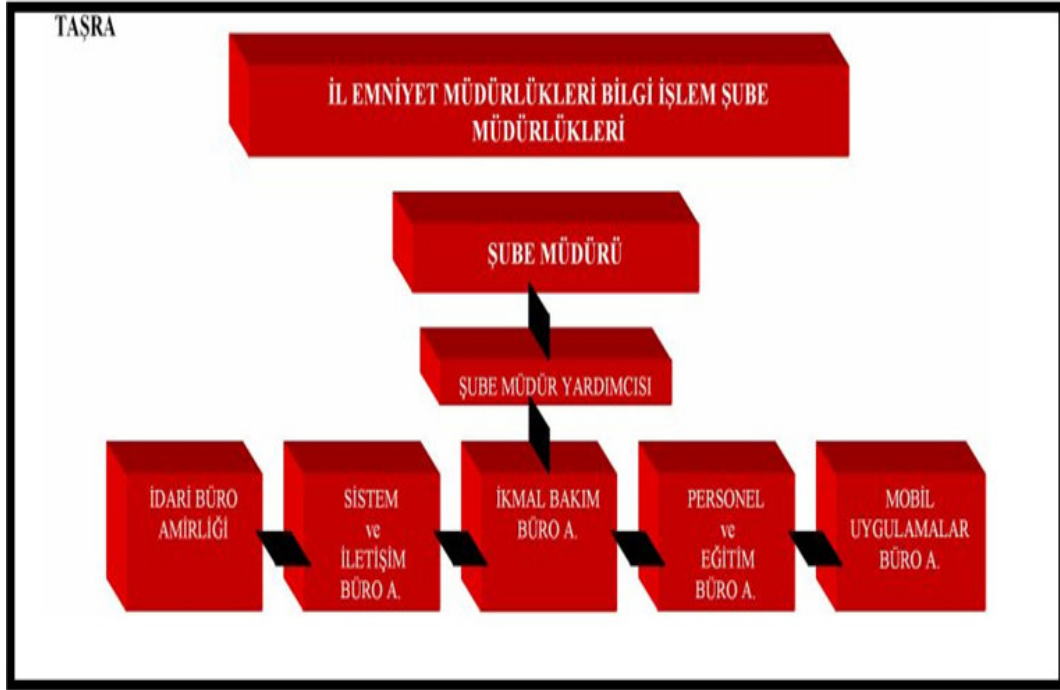 TAŞRA
İL EMNİYET MÜDÜRLÜKLERİ BİLGİ İŞLEM ŞUBE
MÜDÜRLÜKLERİ
ŞUBE MÜDÜRÜ
ŞUBE MÜDÜR YARDIMCISI
İDARİ BÜRO
AMİRLİĞİ
SİSTEM
ve
İLETİŞİM
BÜRO A.
İKMAL BAKIM
BÜRO A.
PERSONEL
ve
EĞİTİM
BÜRO A.
MOBİL
UYGULAMALAR
BÜRO A.